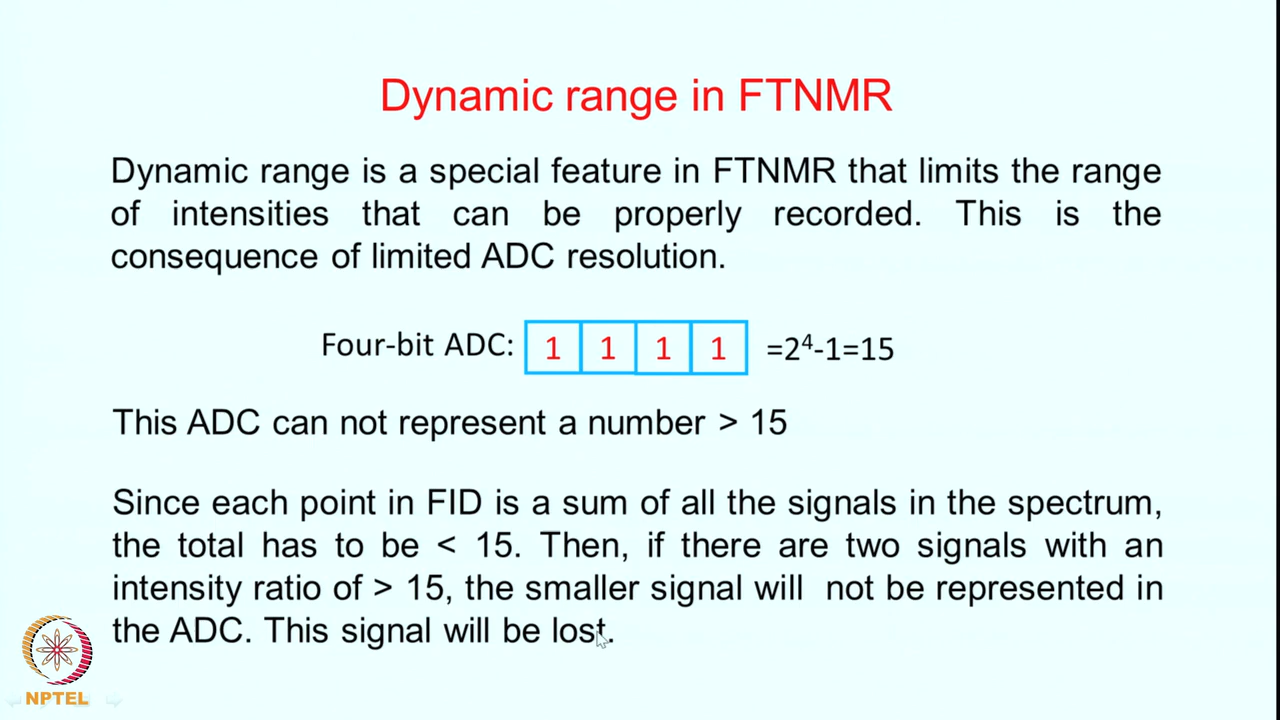 Dynamic range in FTNMR
Dynamic range is a special feature in FTNMR that limits the range
of intensities that can be properly recorded. This is the
consequence of limited ADC resolution.
Four-bit ADC: 1 1 1 1 =2⁴-1=15
This ADC can not represent a number > 15
Since each point in FID is a sum of all the signals in the spectrum,
the total has to be < 15. Then, if there are two signals with an
intensity ratio of > 15, the smaller signal will not be represented in
the ADC. This signal will be lost.
NPTEL